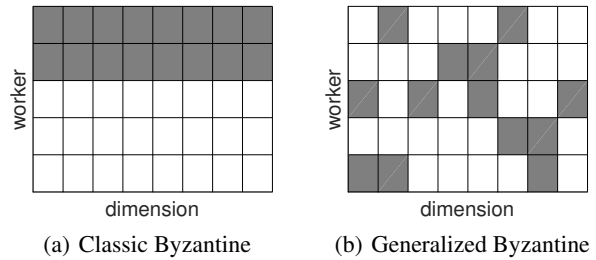 worker
dimension
(a) Classic Byzantine
worker
dimension
(b) Generalized Byzantine